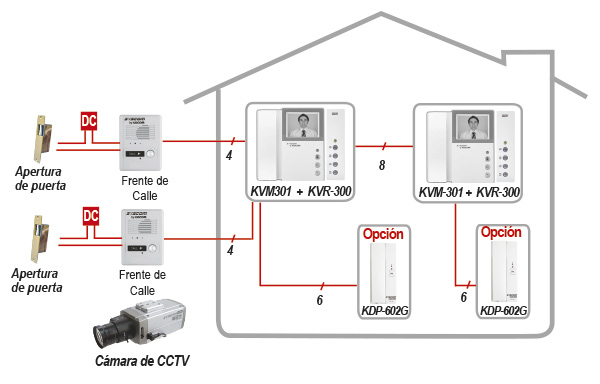 DC
Apertura
de puerta
Frente de
Calle
4
KVM301 + KVR-300
8
KVM-301 + KVR-300
DC
Apertura
de puerta
Frente de
Calle
4
Opción
6
KDP-602G
Opción
6
KDP-602G
Cámara de CCTV